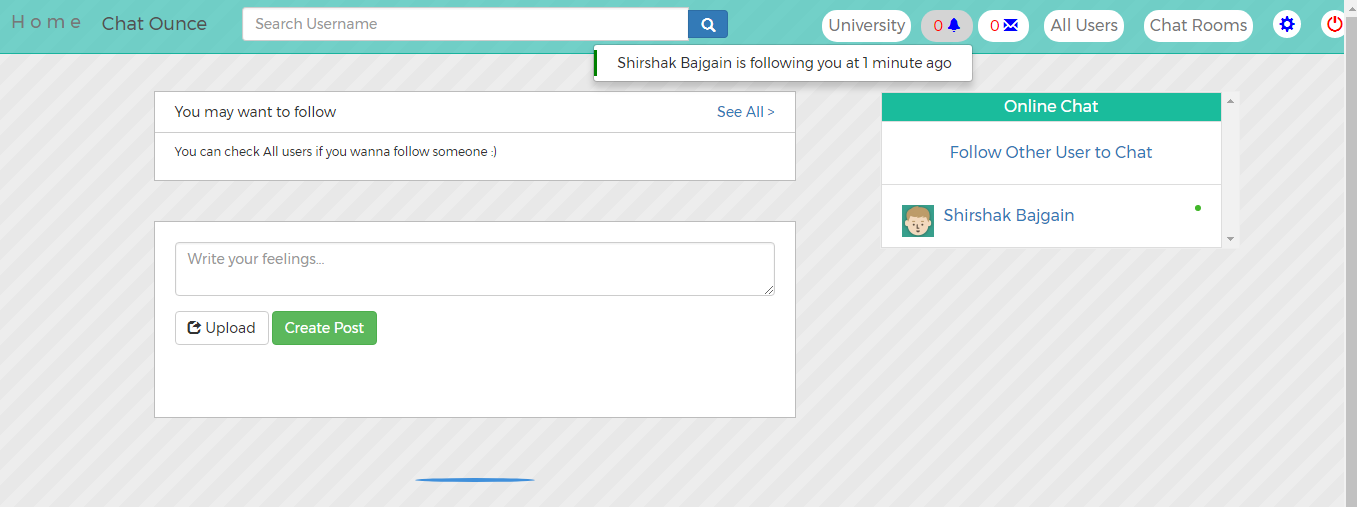 Home Chat Ounce Search Username University 0 0 All Users Chat Rooms
Shirshak Bajgain is following you at 1 minute ago
You may want to follow See All >
You can check All users if you wanna follow someone :)
Online Chat
Follow Other User to Chat
Shirshak Bajgain
Write your feelings...
Upload Create Post